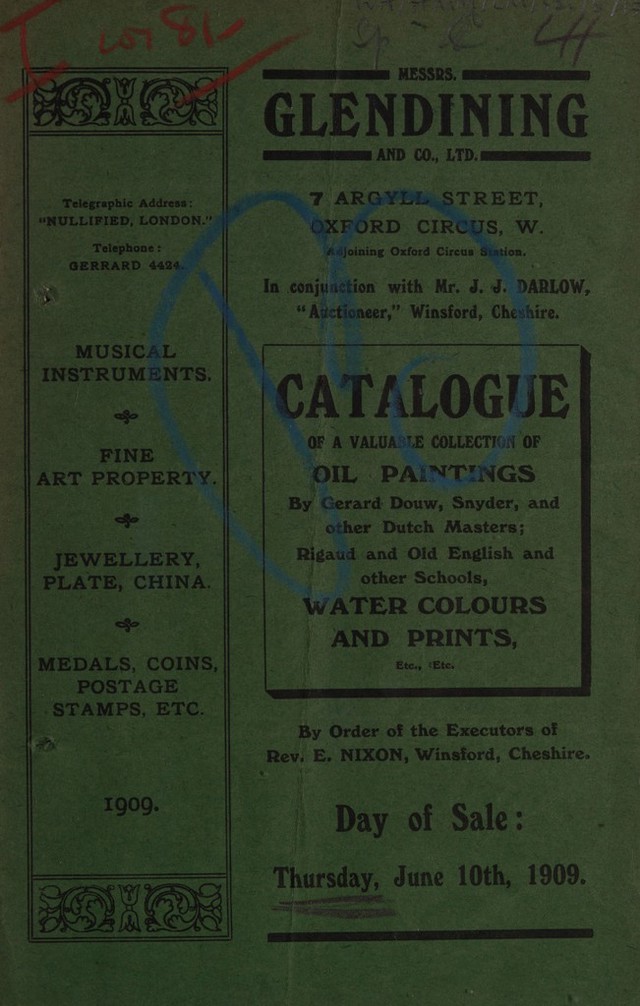 Lot 81
MESSRS.
GLENDINING
AND CO., LTD.
7 ARGYLL STREET,
OXFORD CIRCUS, W.
Adjoining Oxford Circus Station.
In conjunction with Mr. J. J. DARLOW,
"Auctioneer," Winsford, Cheshire.
CATALOGUE
OF A VALUABLE COLLECTION OF
OIL PAINTINGS
By Gerard Douw, Snyder, and
other Dutch Masters;
Rigaud and Old English and
other Schools,
WATER COLOURS
AND PRINTS,
Etc., Etc.
By Order of the Executors of
Rev. E. NIXON, Winsford, Cheshire.
Day of Sale:
Thursday, June 10th, 1909.
Telegraphic Address:
"NULLIFIED, LONDON."
Telephone:
GERRARD 4424.
MUSICAL
INSTRUMENTS.
FINE
ART PROPERTY.
JEWELLERY,
PLATE, CHINA.
MEDALS, COINS,
POSTAGE
STAMPS, ETC.
1909.